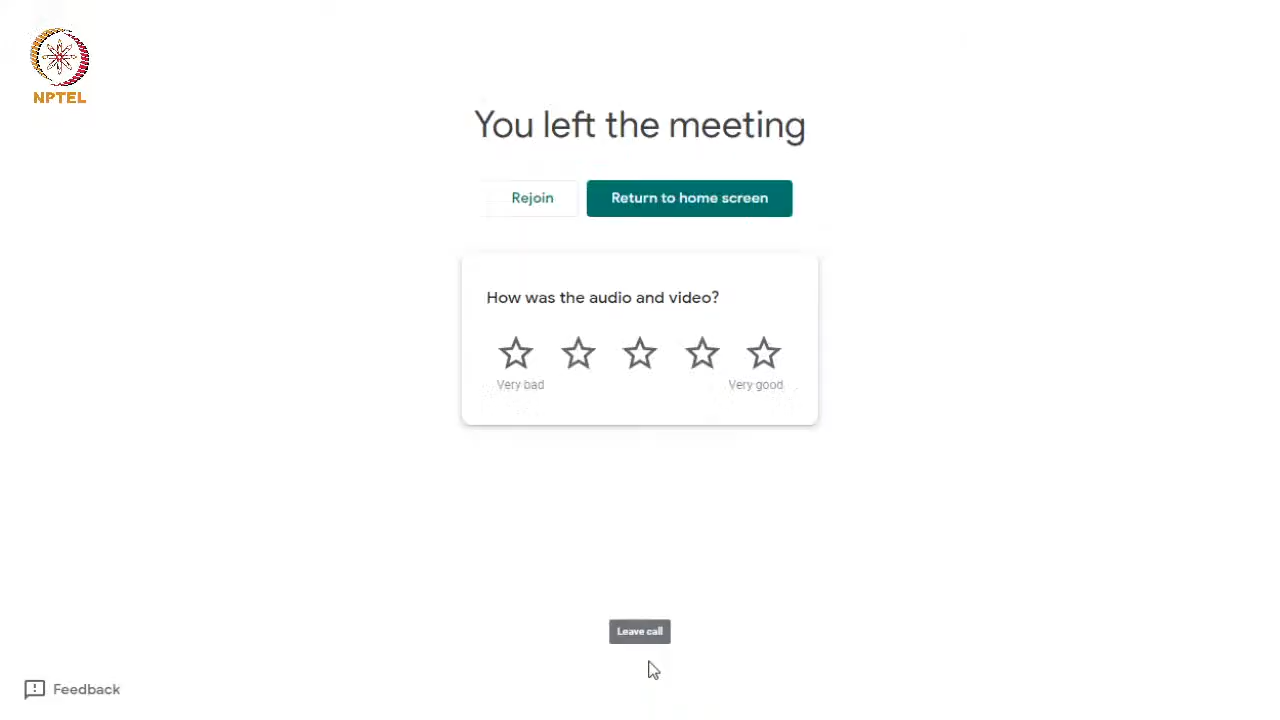 NPTEL
You left the meeting
Rejoin
Return to home screen
How was the audio and video?
Very bad
Very good
Leave call
Feedback